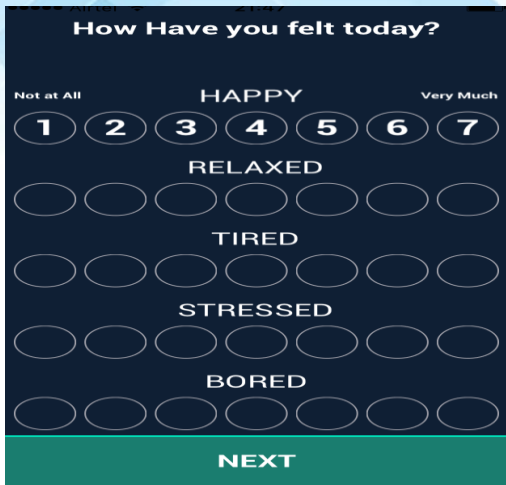 How Have you felt today?
Not at All HAPPY Very Much
1 2 3 4 5 6 7
RELAXED
TIRED
STRESSED
BORED
NEXT